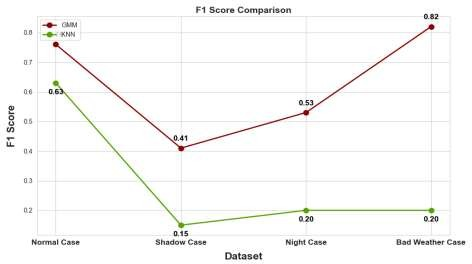 F1 Score Comparison
GMM
KNN
F1 Score
0.8
0.7
0.6
0.5
0.4
0.3
0.2
0.63
0.41
0.15
0.53
0.20
0.82
0.20
Normal Case
Shadow Case
Night Case
Bad Weather Case
Dataset